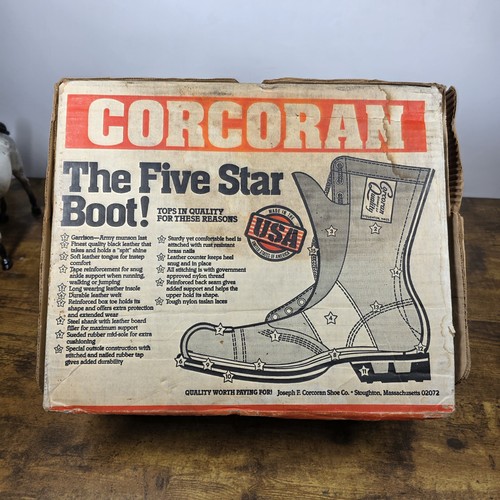 CORCORAN
The Five Star
Boot!
TOPS IN QUALITY
FOR THESE REASONS
Garrison—Army munson last
Finest quality black leather that
takes and holds a "spit" shine
Soft leather tongue for instep
comfort
Tape reinforcement for snug
ankle support when running,
walking or jumping
Long wearing leather insole
Durable leather welt
Reinforced box toe holds its
shape and offers extra protection
and extended wear
Steel shank with leather board
filler for maximum support
Sueded rubber mid-sole for extra
cushioning
Special outsole construction with
stitched and nailed rubber tap
gives added durability
Sturdy yet comfortable heel is
attached with rust resistant
brass nails
Leather counter keeps heel
snug and in place
All stitching is with government
approved nylon thread
Reinforced back seam gives
added support and helps the
upper hold its shape.
Tough nylon taslan laces
MADE IN THE
USA
UNITED STATES OF AMERICA
Corcoran
Quality
QUALITY WORTH PAYING FOR! Joseph F. Corcoran Shoe Co. • Stoughton, Massachusetts 02072